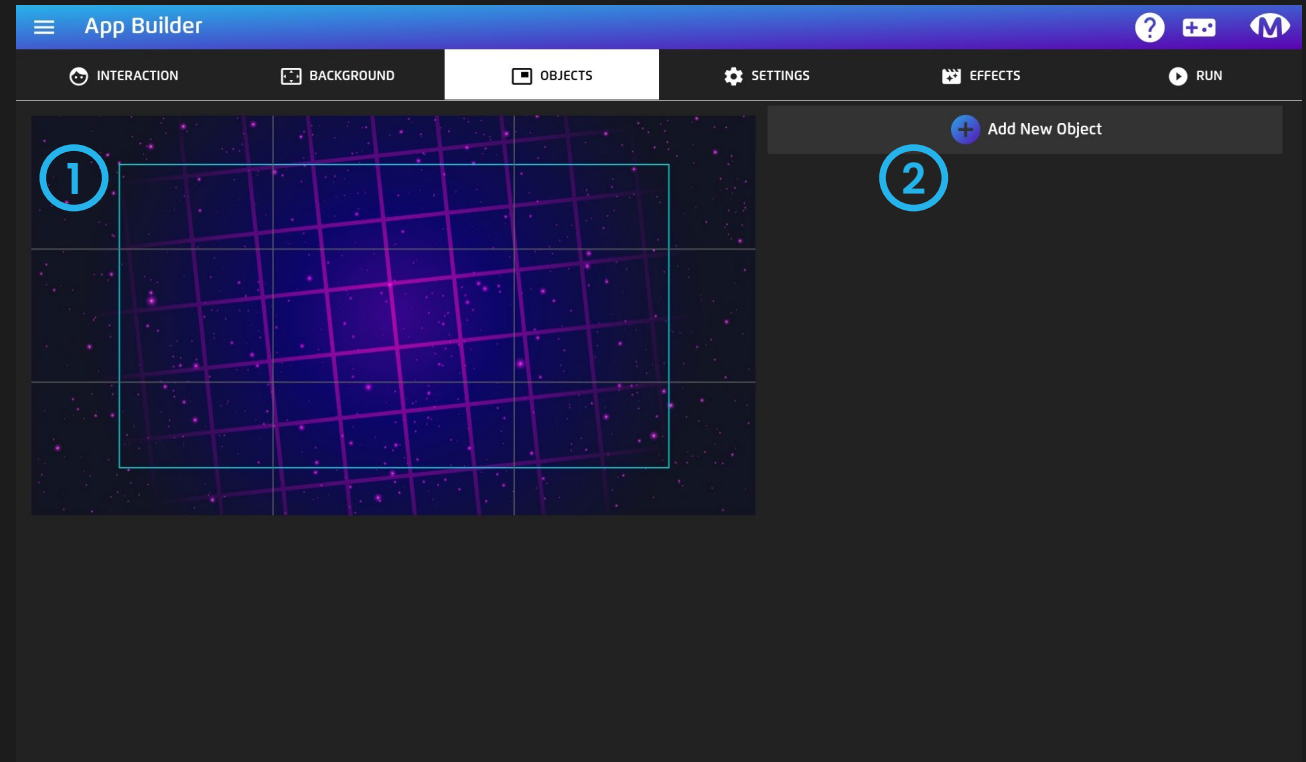 App Builder
?
M
INTERACTION
BACKGROUND
OBJECTS
SETTINGS
EFFECTS
RUN
Add New Object
1
2